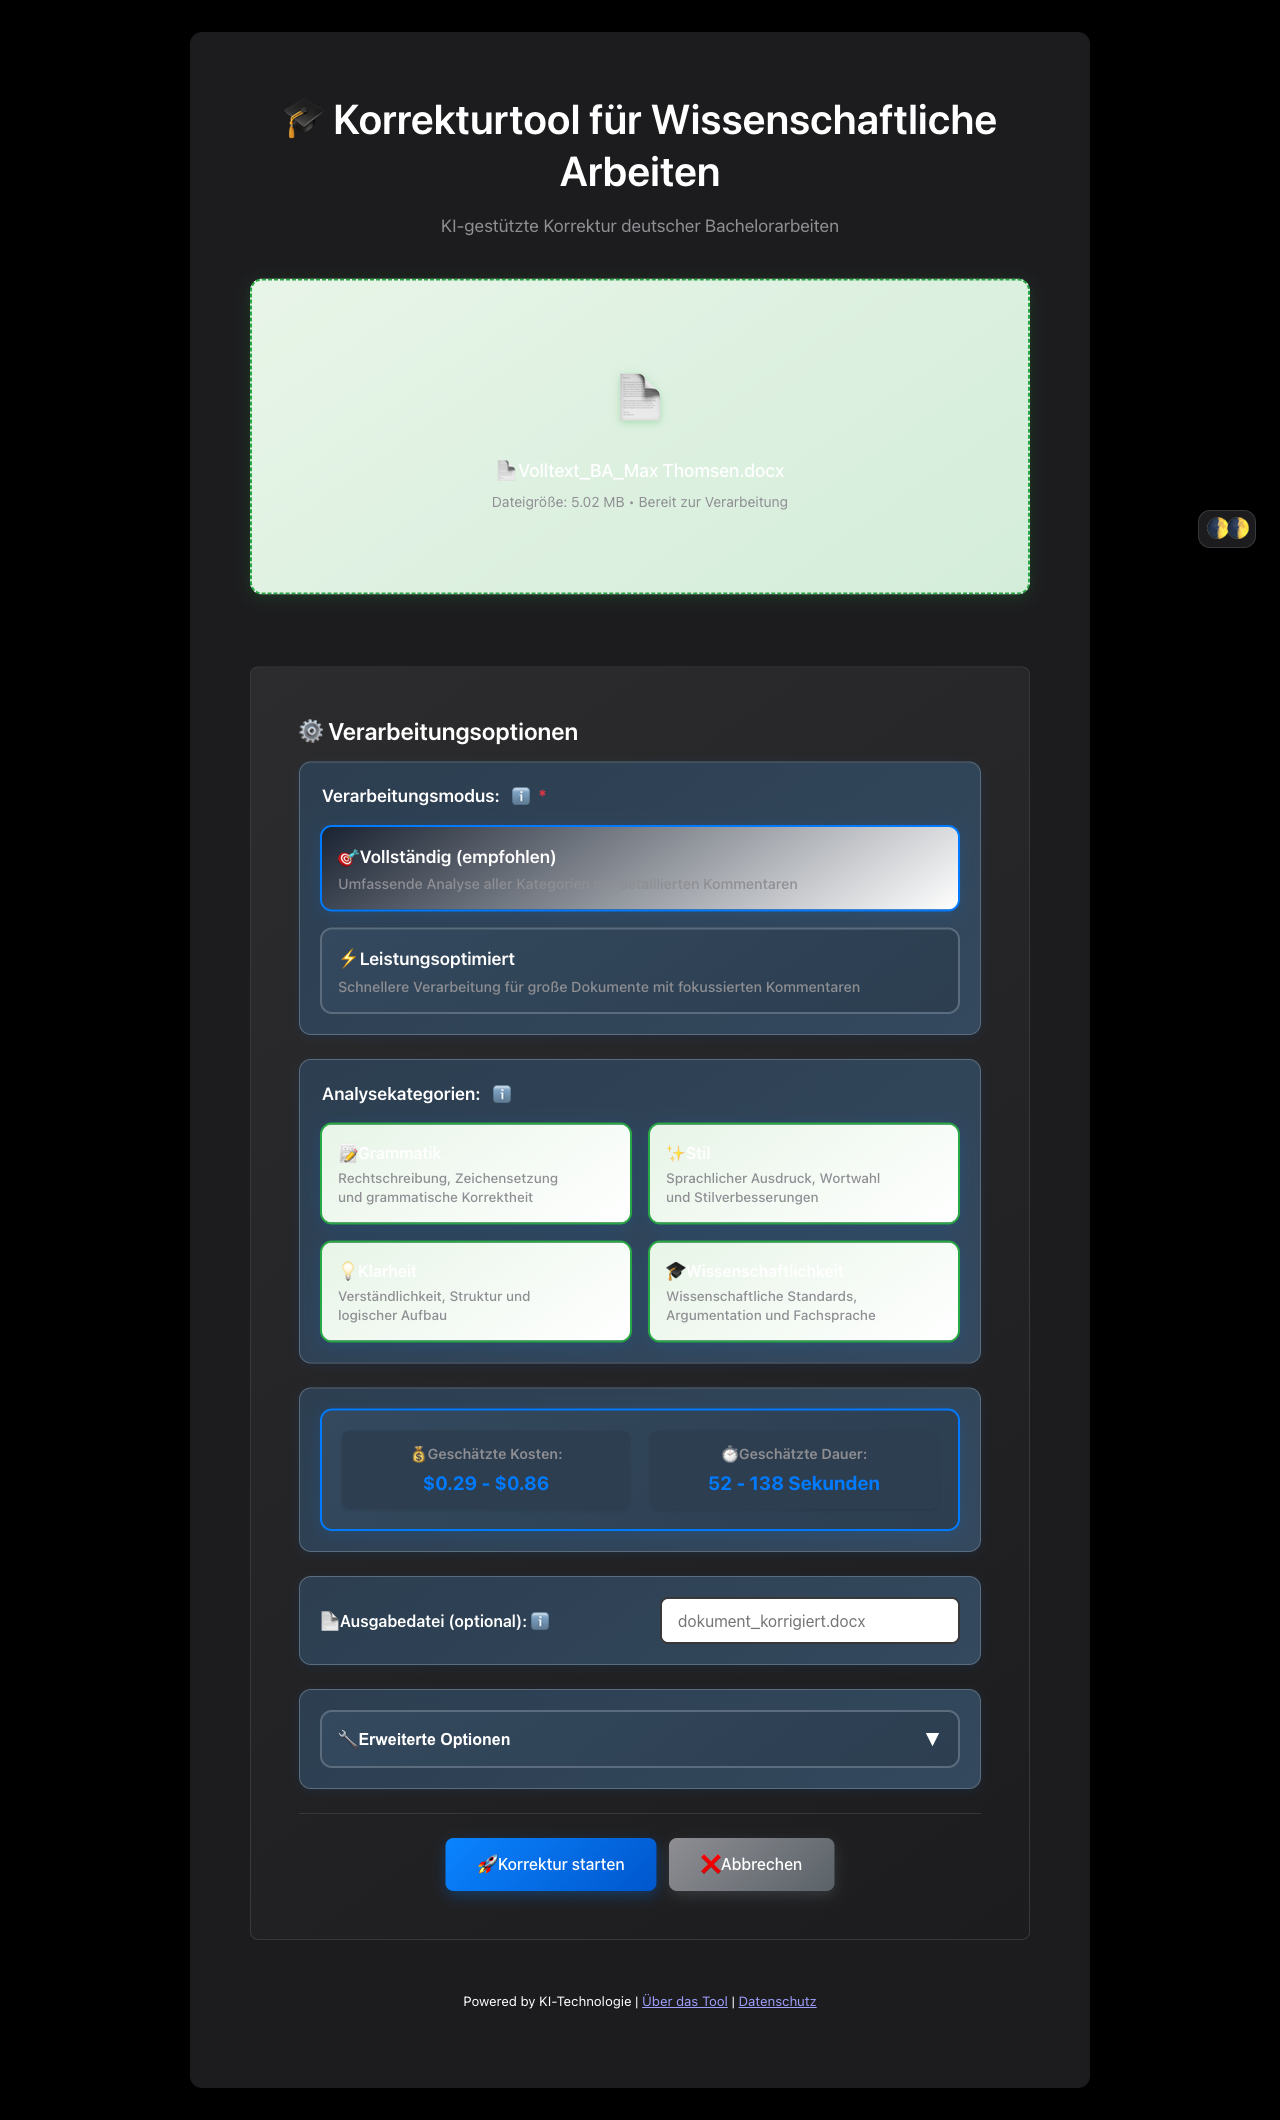 Korrekturtool für Wissenschaftliche
Arbeiten
KI-gestützte Korrektur deutscher Bachelorarbeiten
Volltext_BA_Max Thomsen.docx
Dateigröße: 5.02 MB • Bereit zur Verarbeitung
Verarbeitungsoptionen
Verarbeitungsmodus: ℹ️ *
Vollständig (empfohlen)
Umfassende Analyse aller Kategorien mit detaillierten Kommentaren
Leistungsoptimiert
Schnellere Verarbeitung für große Dokumente mit fokussierten Kommentaren
Analysekategorien: ℹ️
Grammatik
Rechtschreibung, Zeichensetzung
und grammatische Korrektheit
Stil
Sprachlicher Ausdruck, Wortwahl
und Stilverbesserungen
Klarheit
Verständlichkeit, Struktur und
logischer Aufbau
Wissenschaftlichkeit
Wissenschaftliche Standards,
Argumentation und Fachsprache
Geschätzte Kosten:
$0.29 - $0.86
Geschätzte Dauer:
52 - 138 Sekunden
Ausgabedatei (optional): ℹ️
dokument_korrigiert.docx
Erweiterte Optionen ▼
Korrektur starten
Abbrechen
Powered by KI-Technologie | Über das Tool | Datenschutz